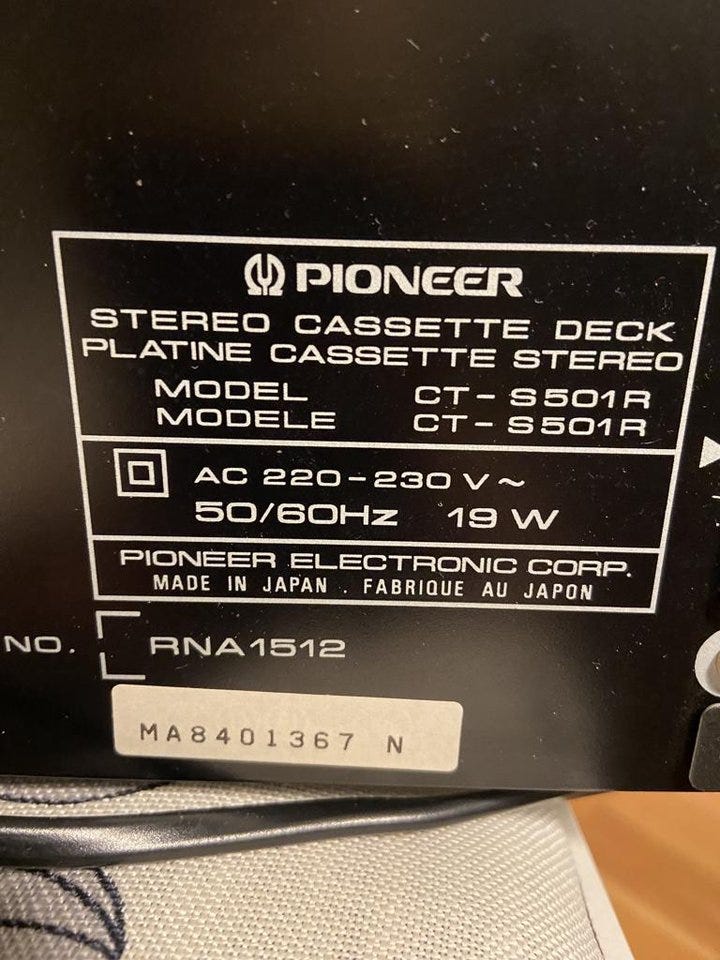 PIONEER
STEREO CASSETTE DECK
PLATINE CASSETTE STEREO
MODEL CT-S501R
MODELE CT-S501R
AC 220-230 V~
50/60Hz 19 W
PIONEER ELECTRONIC CORP.
MADE IN JAPAN . FABRIQUE AU JAPON
NO. RNA1512
MA8401367 N